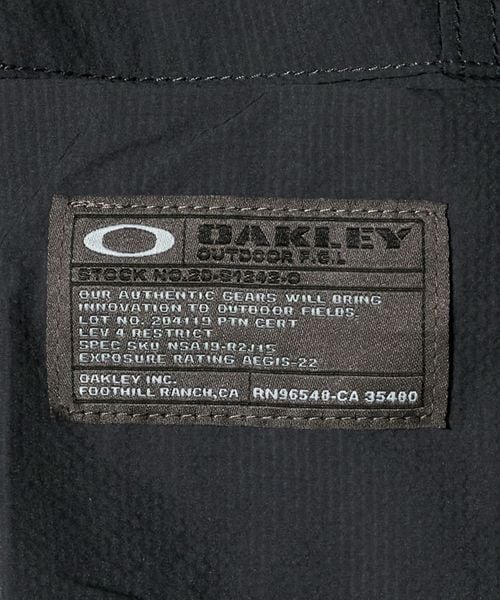 OAKLEY
OUTDOOR F.G.L
STOCK NO.20-S1242-0
OUR AUTHENTIC GEARS WILL BRING
INNOVATION TO OUTDOOR FIELDS.
LOT NO. 204119 PTN CERT
LEV 4 RESTRICT
SPEC SKU NSA19-R2J15
EXPOSURE RATING AEGIS-22
OAKLEY INC.
FOOTHILL RANCH,CA
RN96548-CA 35480